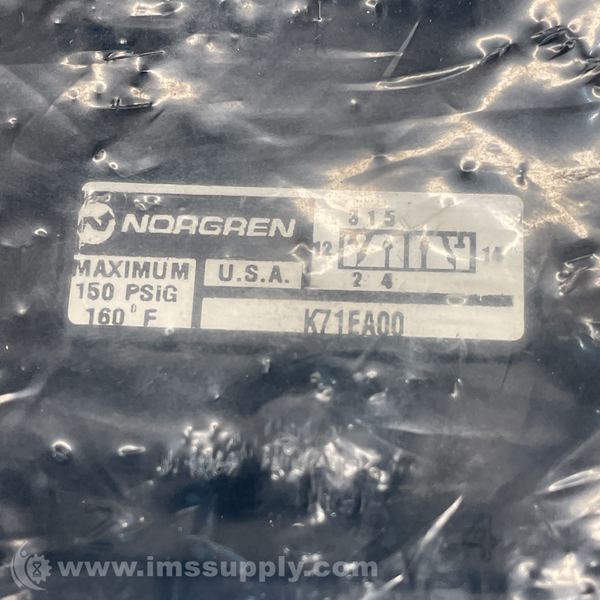 NORGREN
3 1 5
12 14
2 4
MAXIMUM
150 PSIG
160°F
U.S.A.
K71EA00
www.imssupply.com